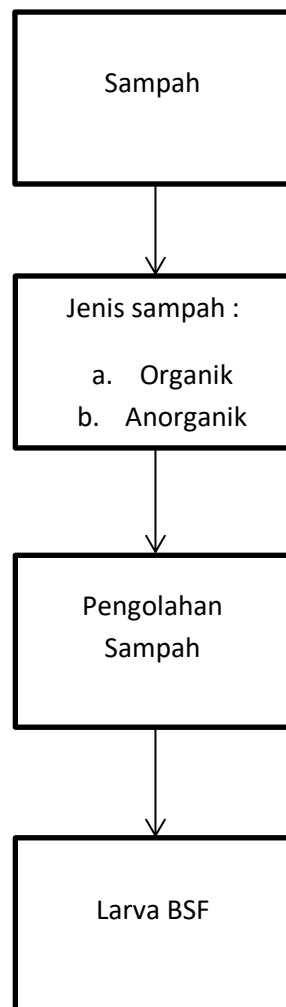 Sampah
Jenis sampah :
a. Organik
b. Anorganik
Pengolahan
Sampah
Larva BSF